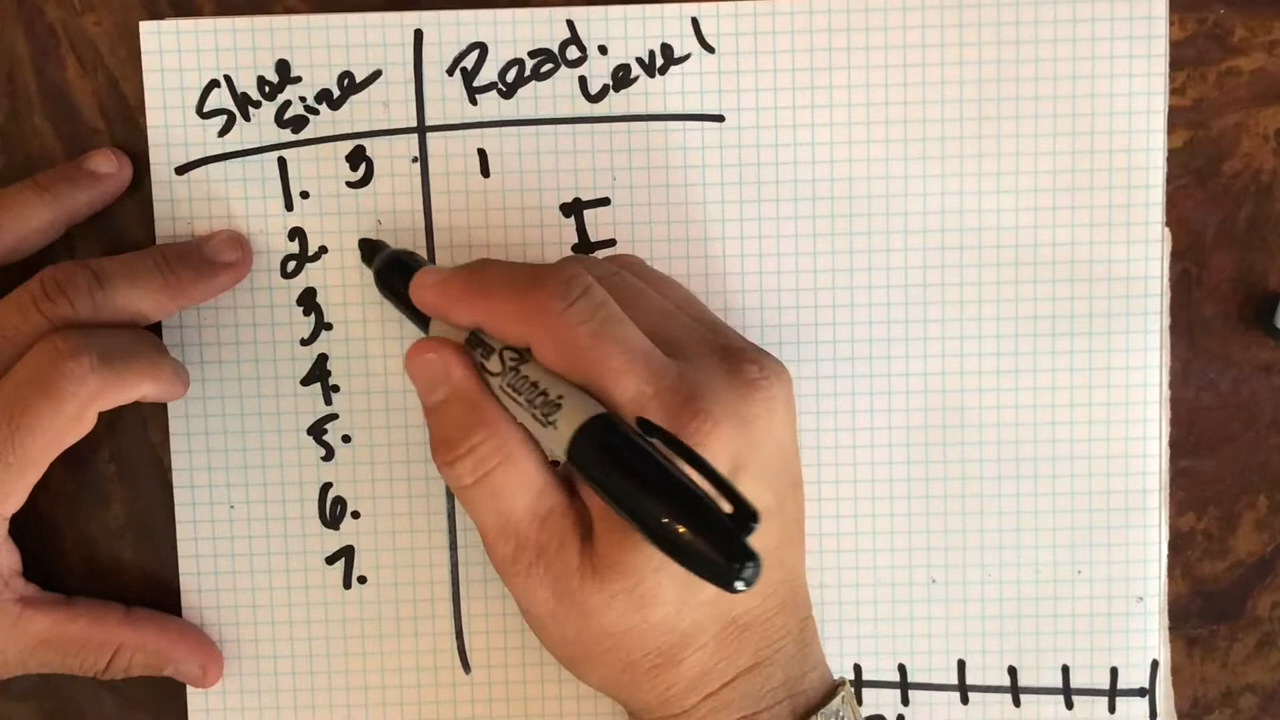 Shoe Read.
Size Level
1. 3 1
I
2.
3.
4.
5.
6.
7.
Sharpie